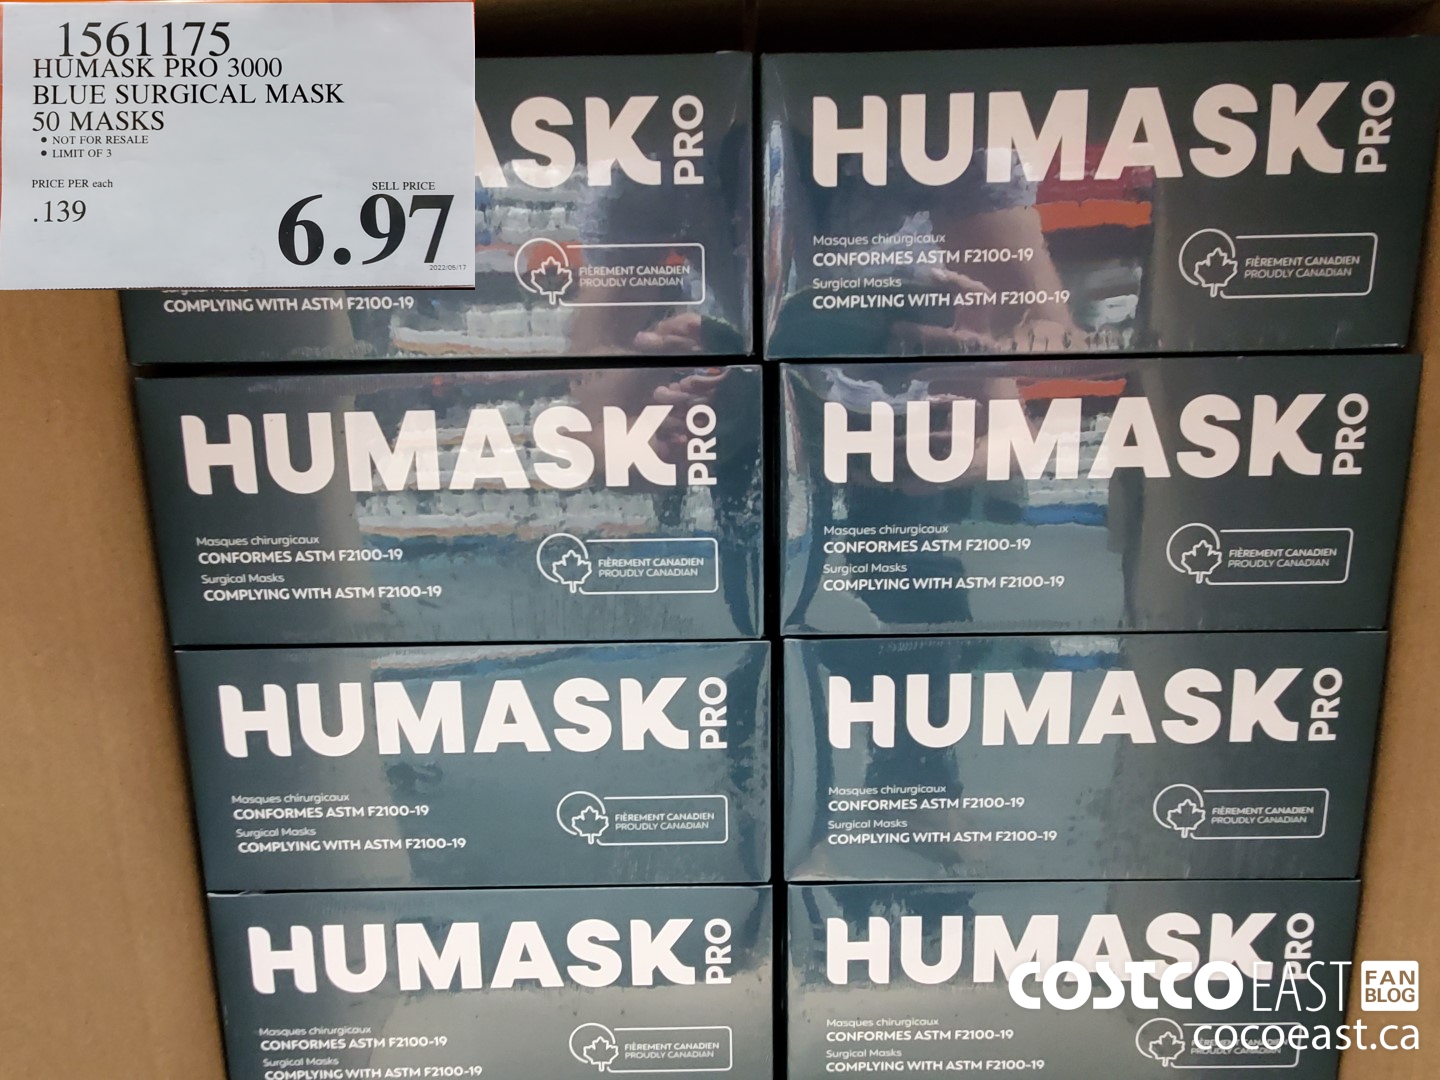 1561175
HUMASK PRO 3000
BLUE SURGICAL MASK
50 MASKS
• NOT FOR RESALE
• LIMIT OF 3
PRICE PER each
.139
SELL PRICE
6.97
2022/05/17
ASK PRO
FIÈREMENT CANADIEN
PROUDLY CANADIAN
Surgical Masks
COMPLYING WITH ASTM F2100-19
HUMASK PRO
Masques chirurgicaux
CONFORMES ASTM F2100-19
Surgical Masks
COMPLYING WITH ASTM F2100-19
FIÈREMENT CANADIEN
PROUDLY CANADIAN
HUMASK PRO
Masques chirurgicaux
CONFORMES ASTM F2100-19
Surgical Masks
COMPLYING WITH ASTM F2100-19
FIÈREMENT CANADIEN
PROUDLY CANADIAN
HUMASK PRO
Masques chirurgicaux
CONFORMES ASTM F2100-19
Surgical Masks
COMPLYING WITH ASTM F2100-19
FIÈREMENT CANADIEN
PROUDLY CANADIAN
HUMASK PRO
Masques chirurgicaux
CONFORMES ASTM F2100-19
Surgical Masks
COMPLYING WITH ASTM F2100-19
FIÈREMENT CANADIEN
PROUDLY CANADIAN
HUMASK PRO
Masques chirurgicaux
CONFORMES ASTM F2100-19
Surgical Masks
COMPLYING WITH ASTM F2100-19
FIÈREMENT CANADIEN
PROUDLY CANADIAN
HUMASK PRO
Masques chirurgicaux
CONFORMES ASTM F2100-19
Surgical Masks
COMPLYING WITH ASTM F2100-19
FIÈREMENT CANADIEN
PROUDLY CANADIAN
HUMASK PRO
Masques chirurgicaux
CONFORMES ASTM F2100-19
Surgical Masks
COMPLYING WITH ASTM F2100-19
COSTCO EAST FAN BLOG
cocoeast.ca